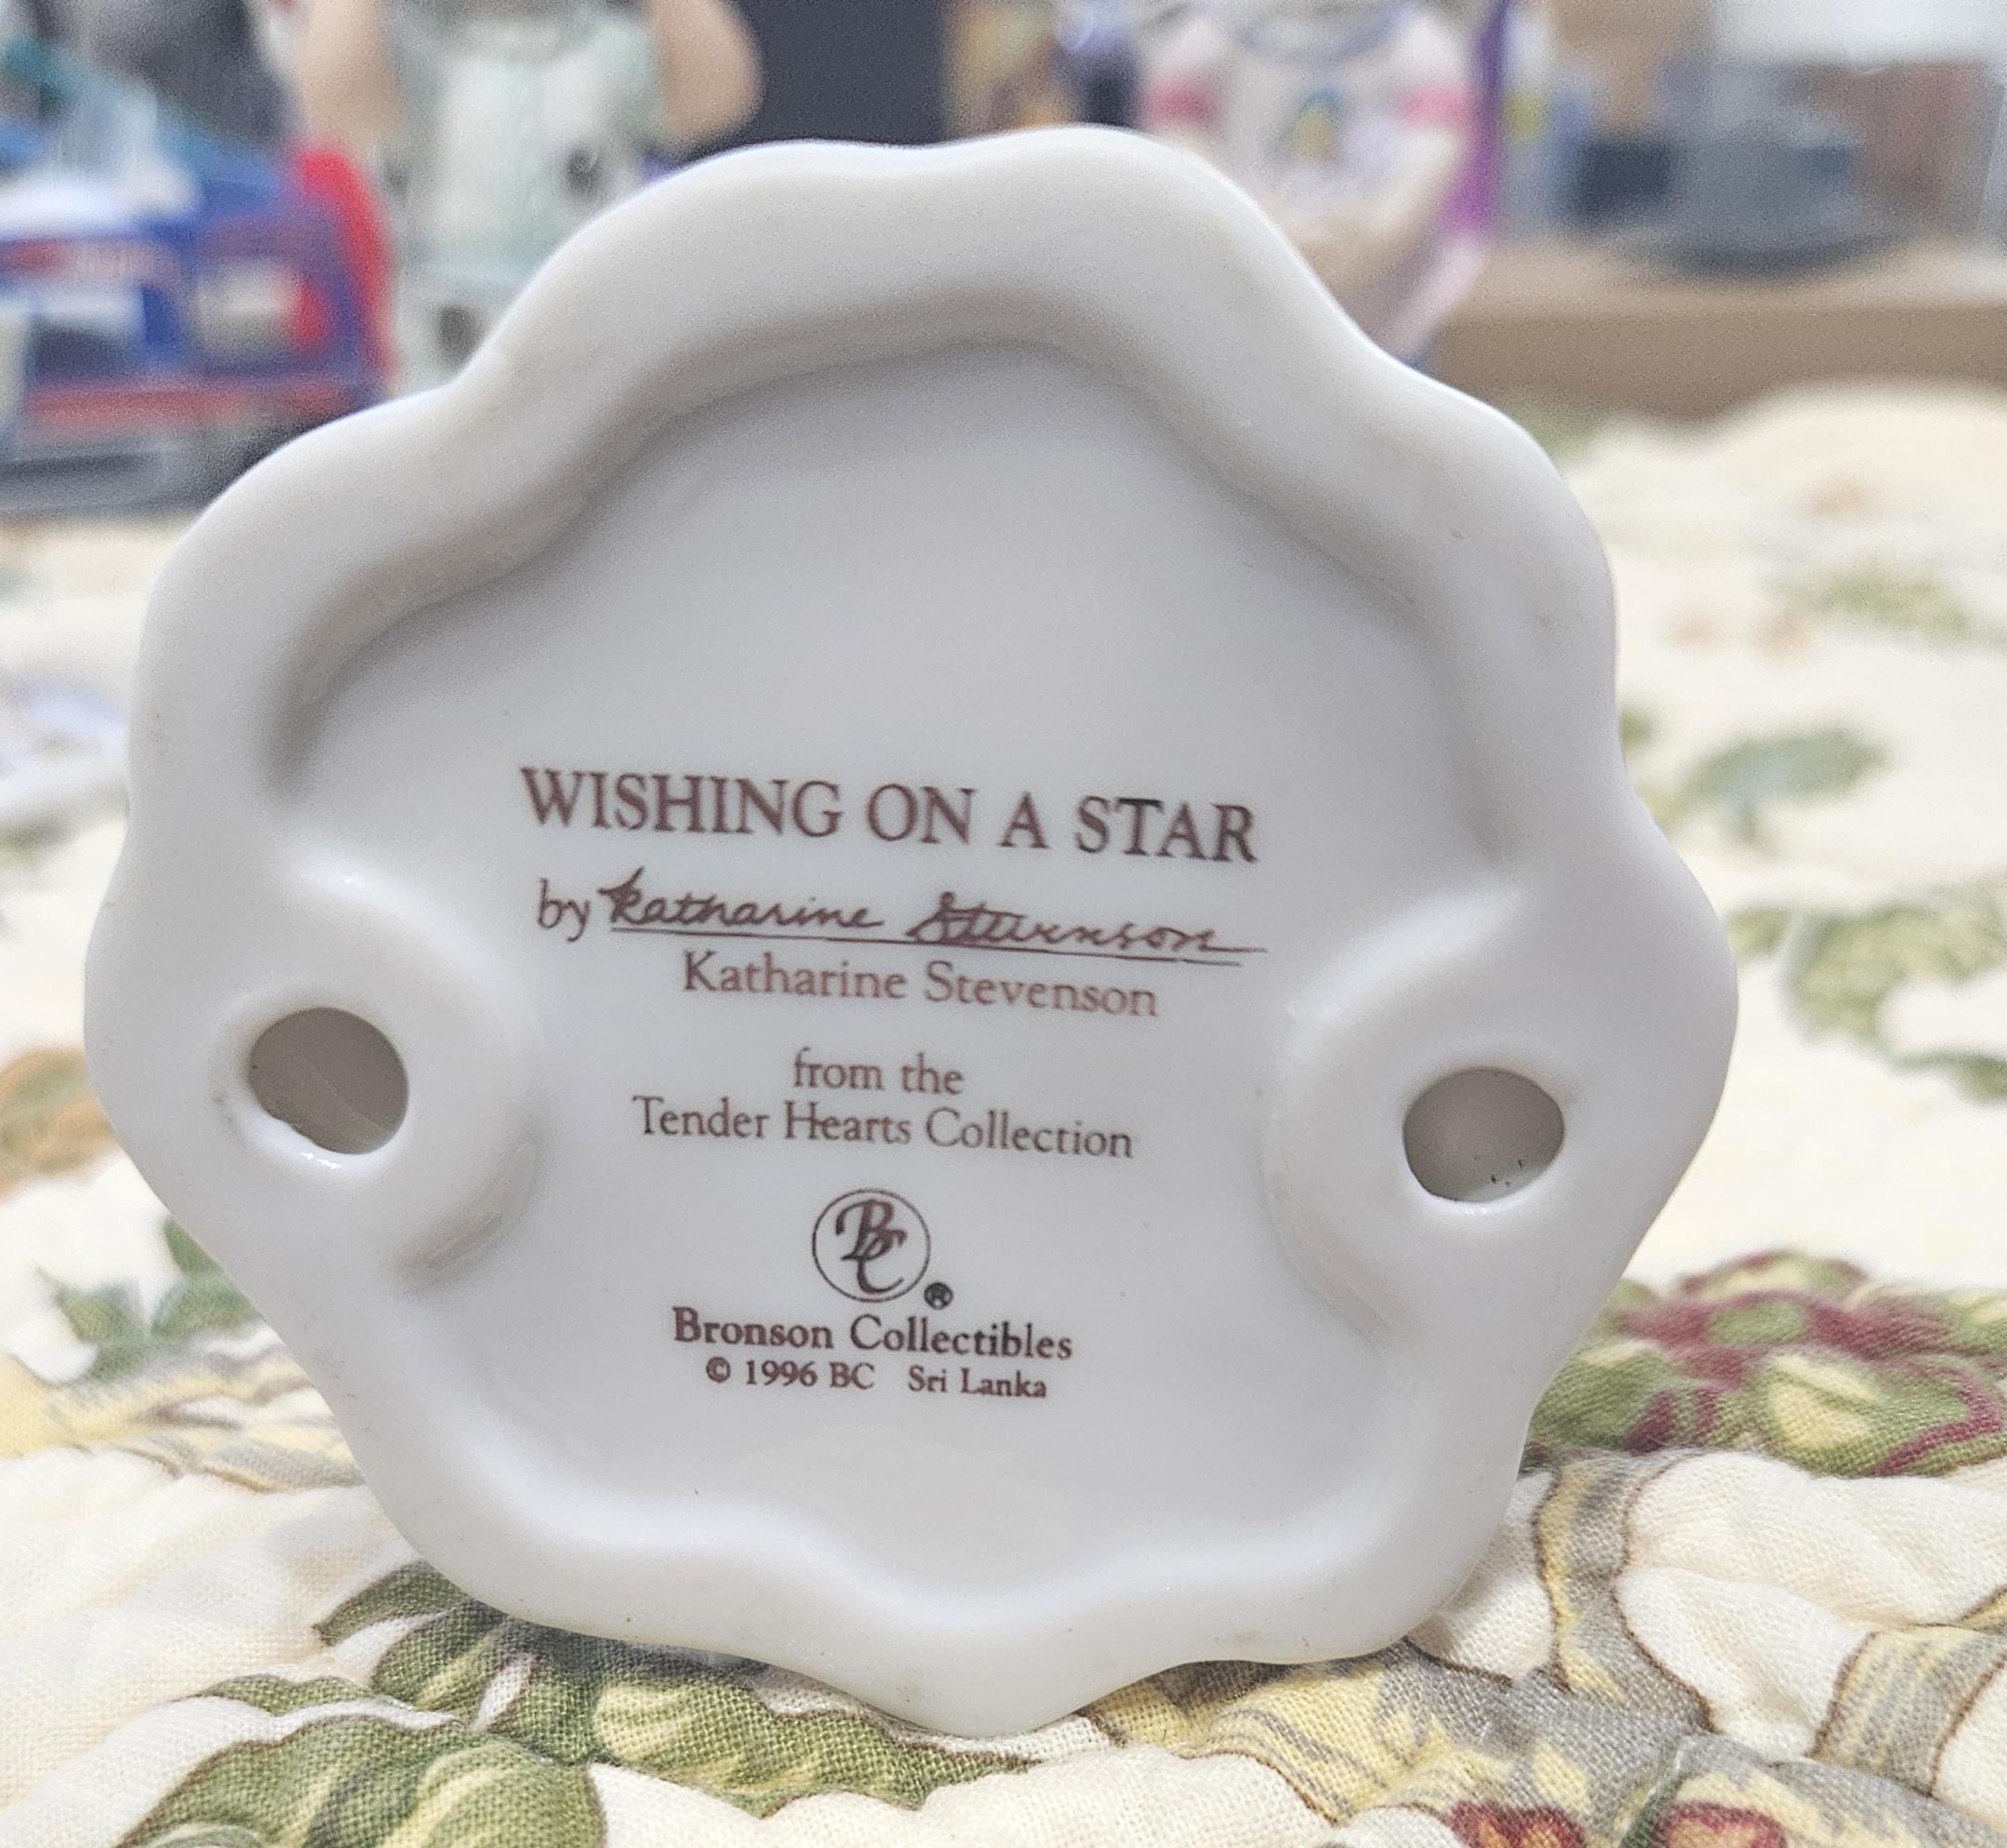 WISHING ON A STAR
by Katharine Stevenson
Katharine Stevenson
from the
Tender Hearts Collection
BC ®
Bronson Collectibles
© 1996 BC Sri Lanka